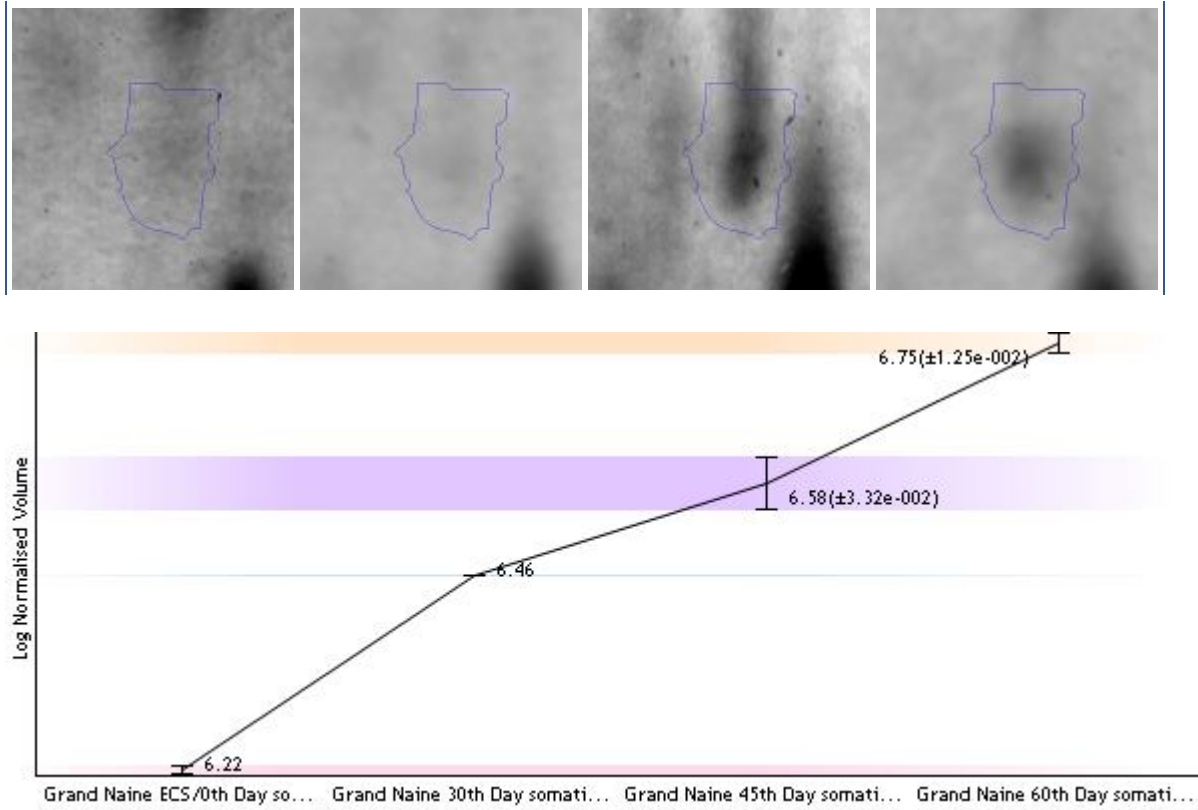 6.75(±1.25e-002)
6.58(±3.32e-002)
6.46
6.22
Log Normalised Volume
Grand Naine ECS/0th Day so... Grand Naine 30th Day somati... Grand Naine 45th Day somati... Grand Naine 60th Day somati...